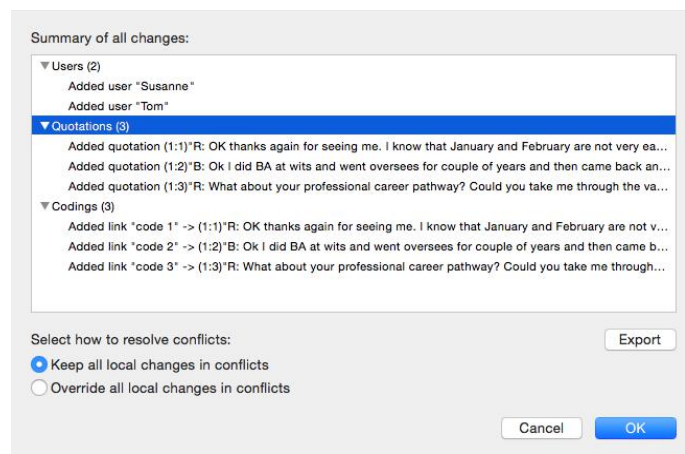 Summary of all changes:
▼Users (2)
Added user "Susanne"
Added user "Tom"
▼Quotations (3)
Added quotation (1:1)"R: OK thanks again for seeing me. I know that January and February are not very ea...
Added quotation (1:2)"B: Ok I did BA at wits and went oversees for couple of years and then came back an...
Added quotation (1:3)"R: What about your professional career pathway? Could you take me through the va...
▼Codings (3)
Added link "code 1" -> (1:1)"R: OK thanks again for seeing me. I know that January and February are not v...
Added link "code 2" -> (1:2)"B: Ok I did BA at wits and went oversees for couple of years and then came b...
Added link "code 3" -> (1:3)"R: What about your professional career pathway? Could you take me through...
Select how to resolve conflicts:
Export
Keep all local changes in conflicts
Override all local changes in conflicts
Cancel
OK